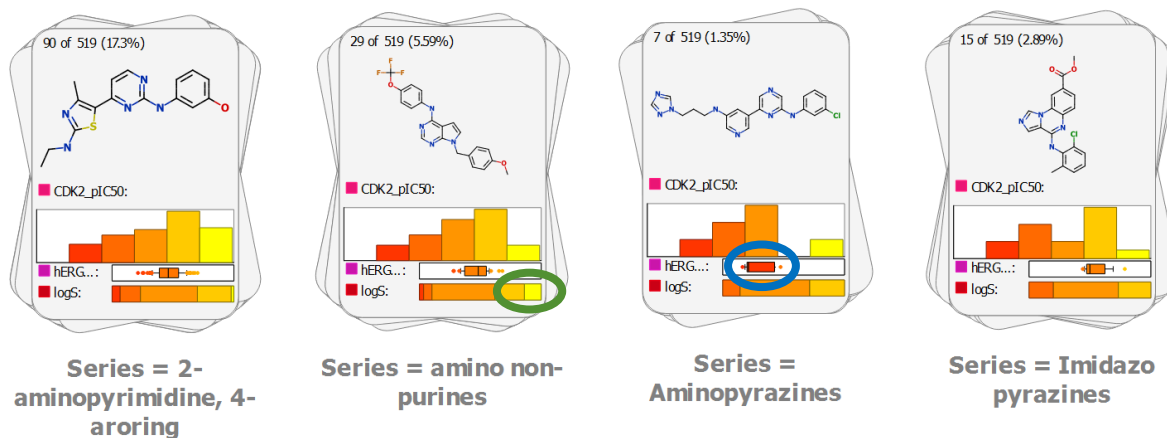 90 of 519 (17.3%)
N
N
N
N
O
S
N
CDK2_pIC50:
hERG...:
logS:
Series = 2-
aminopyrimidine, 4-
aroring
29 of 519 (5.59%)
F
F
F
O
N
N
N
N
O
CDK2_pIC50:
hERG...:
logS:
Series = amino non-
purines
7 of 519 (1.35%)
N
N
N
N
N
N
N
N
Cl
CDK2_pIC50:
hERG...:
logS:
Series =
Aminopyrazines
15 of 519 (2.89%)
O
O
N
N
N
N
Cl
CDK2_pIC50:
hERG...:
logS:
Series = Imidazo
pyrazines